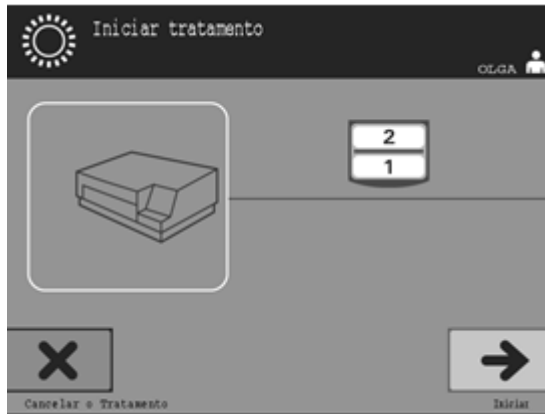 Iniciar tratamento
OLGA
2
1
Cancelar o Tratamento
Iniciar